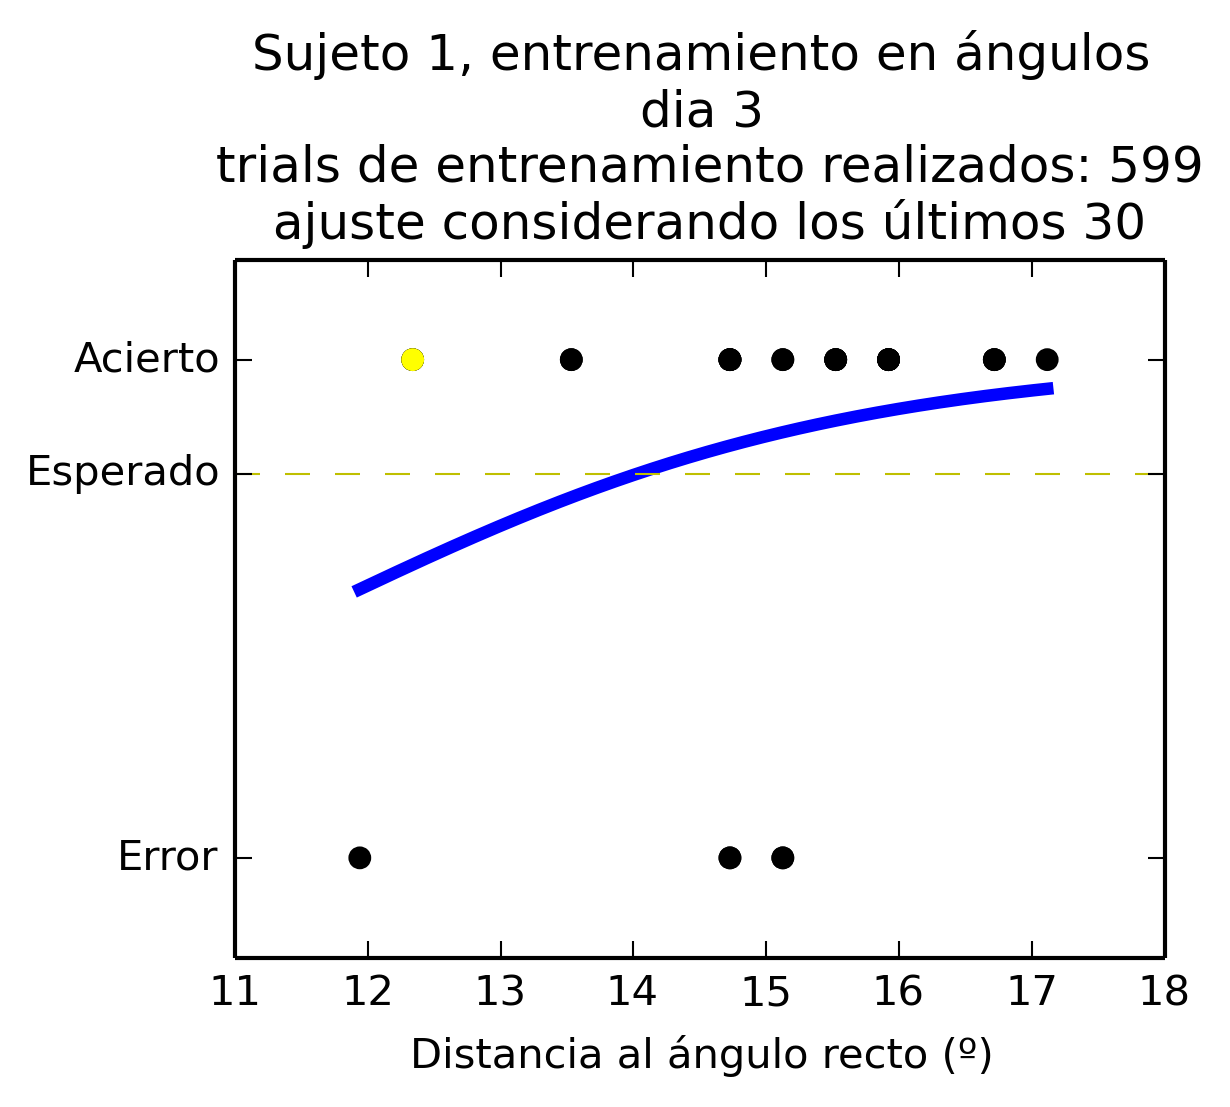 Sujeto 1, entrenamiento en ángulos
dia 3
trials de entrenamiento realizados: 599
ajuste considerando los últimos 30
Acierto
Esperado
Error
11 12 13 14 15 16 17 18
Distancia al ángulo recto (º)